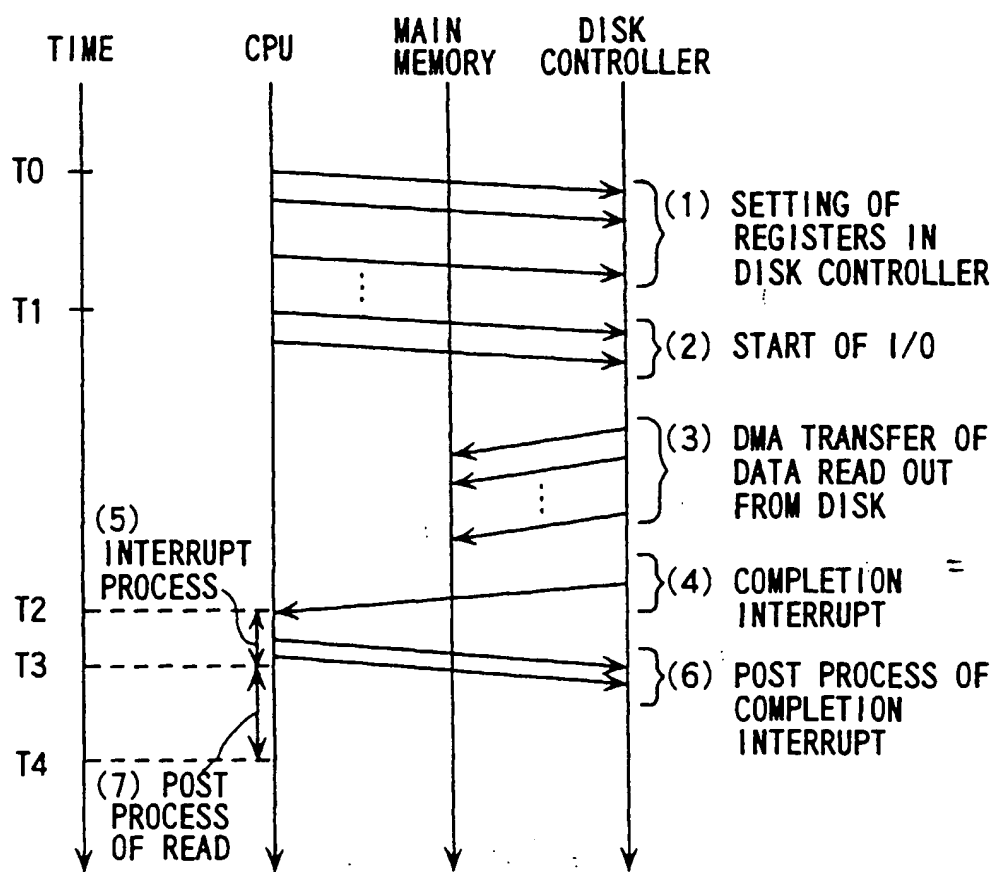 TIME
CPU
MAIN
MEMORY
DISK
CONTROLLER
T0
(1) SETTING OF
REGISTERS IN
DISK CONTROLLER
T1
(2) START OF I/O
(3) DMA TRANSFER OF
DATA READ OUT
FROM DISK
(5)
INTERRUPT
PROCESS
(4) COMPLETION
INTERRUPT
T2
T3
(6) POST PROCESS OF
COMPLETION
INTERRUPT
T4
(7) POST
PROCESS
OF READ